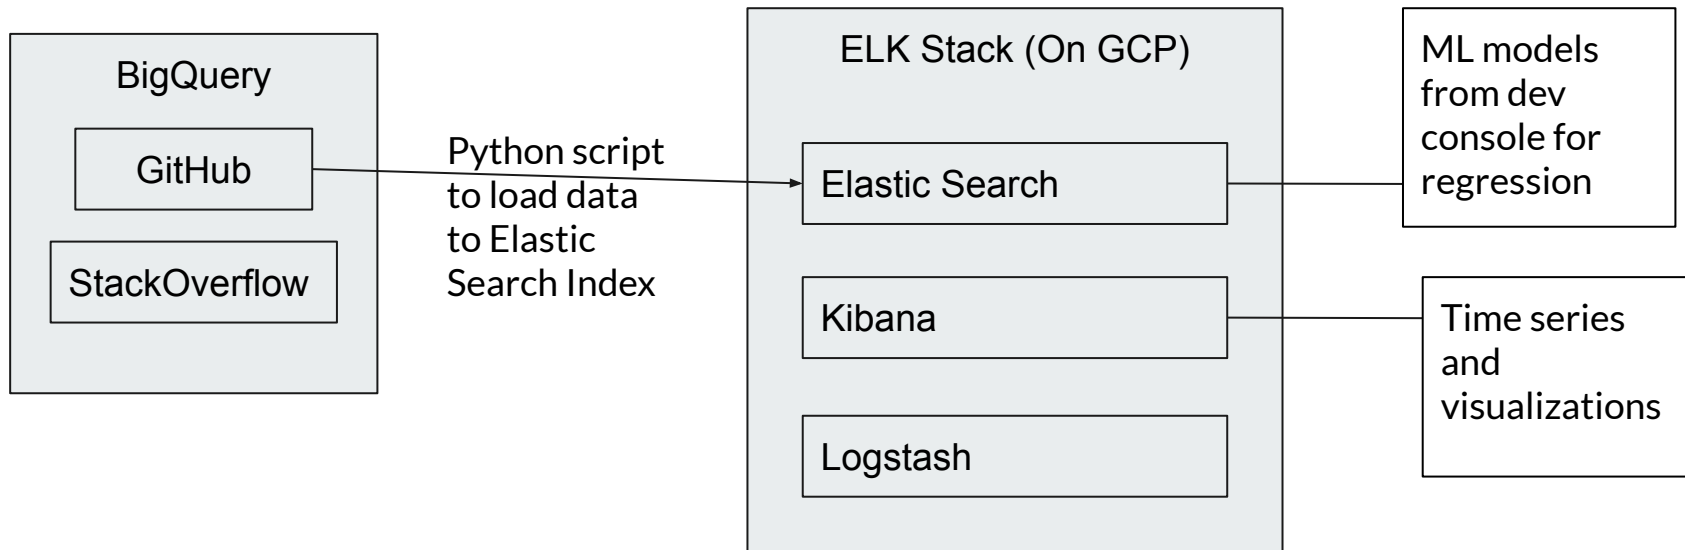 BigQuery
GitHub
StackOverflow
Python script
to load data
to Elastic
Search Index
ELK Stack (On GCP)
Elastic Search
Kibana
Logstash
ML models
from dev
console for
regression
Time series
and
visualizations